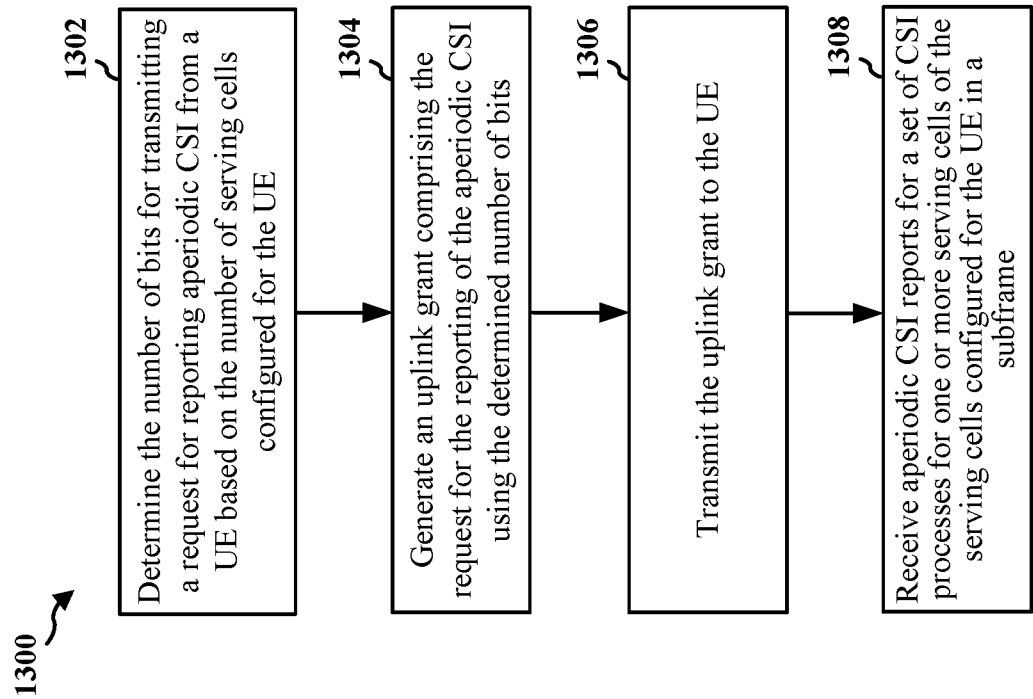 1300
1302
Determine the number of bits for transmitting
a request for reporting aperiodic CSI from a
UE based on the number of serving cells
configured for the UE
1304
Generate an uplink grant comprising the
request for the reporting of the aperiodic CSI
using the determined number of bits
1306
Transmit the uplink grant to the UE
1308
Receive aperiodic CSI reports for a set of CSI
processes for one or more serving cells of the
serving cells configured for the UE in a
subframe